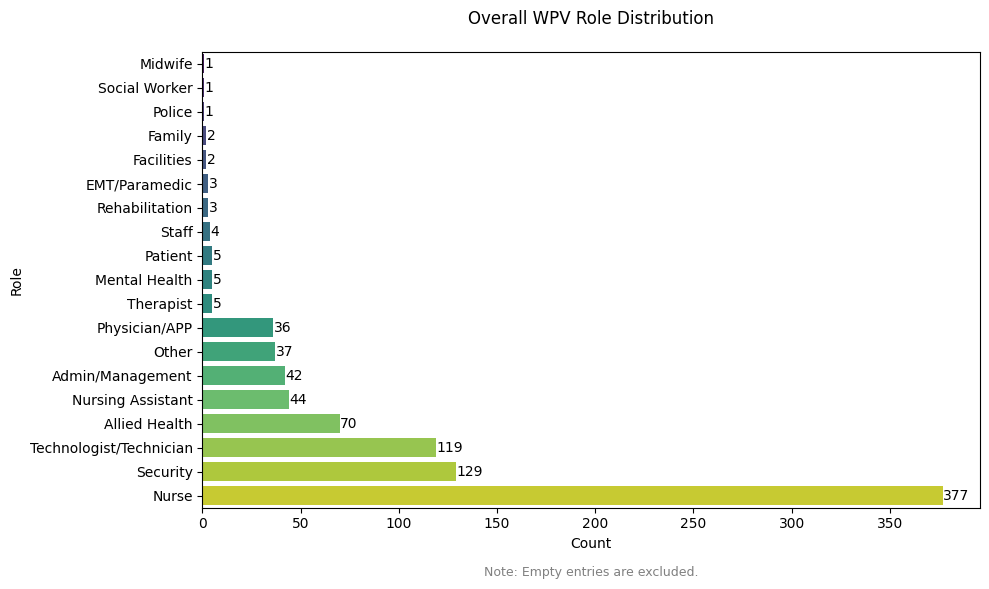 Overall WPV Role Distribution
Midwife 1
Social Worker 1
Police 1
Family 2
Facilities 2
EMT/Paramedic 3
Rehabilitation 3
Staff 4
Patient 5
Mental Health 5
Therapist 5
Physician/APP 36
Other 37
Admin/Management 42
Nursing Assistant 44
Allied Health 70
Technologist/Technician 119
Security 129
Nurse 377
Role
0 50 100 150 200 250 300 350
Count
Note: Empty entries are excluded.